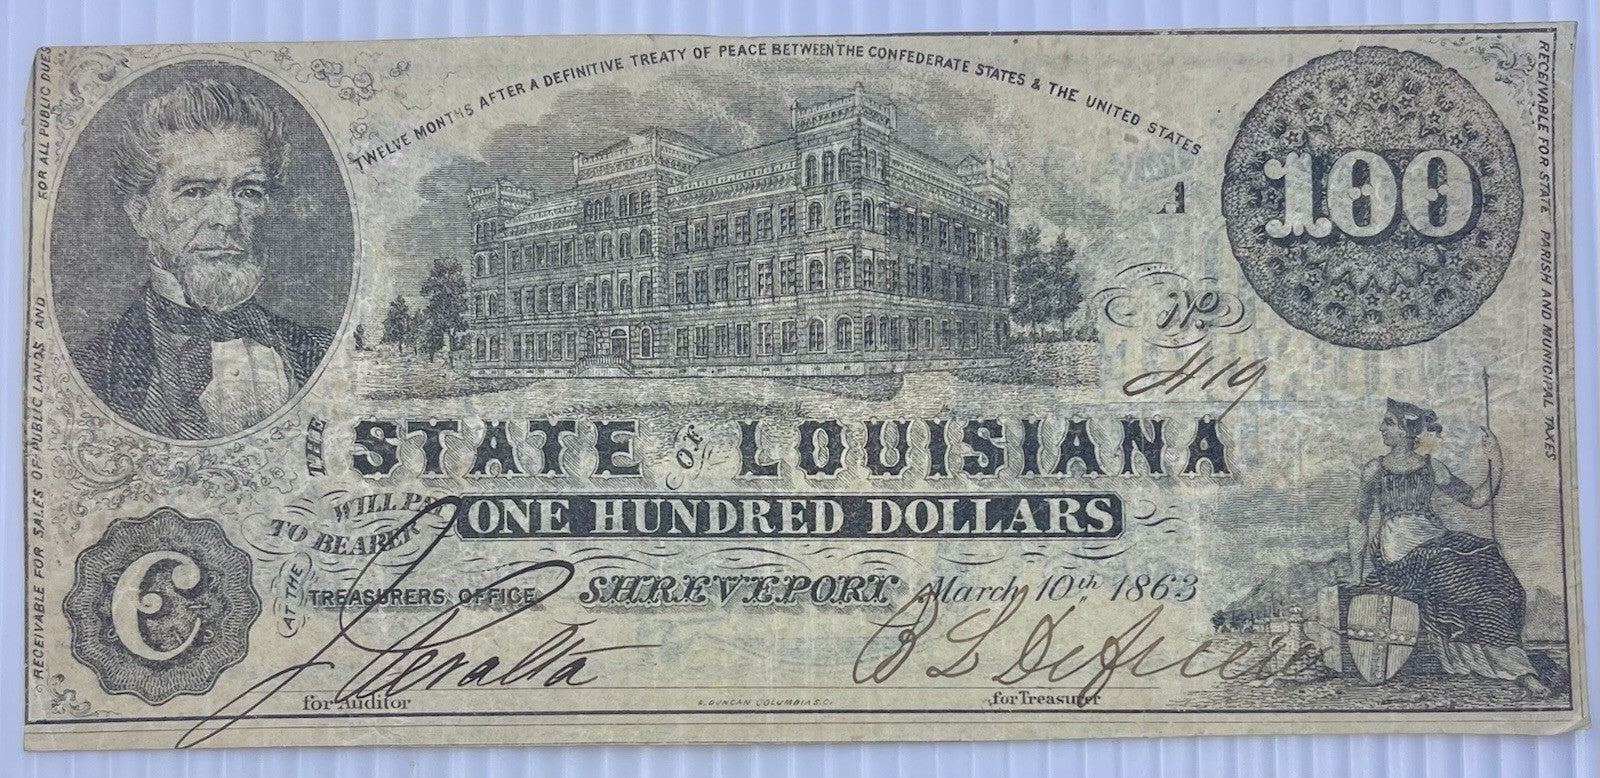 TWELVE MONTHS AFTER A DEFINITIVE TREATY OF PEACE BETWEEN THE CONFEDERATE STATES & THE UNITED STATES
RECEIVABLE FOR SALES OF PUBLIC LANDS AND FOR ALL PUBLIC DUES
RECEIVABLE FOR STATE PARISH AND MUNICIPAL TAXES
A
100
No.
419
THE STATE OF LOUISIANA
WILL PAY
TO BEARER
ONE HUNDRED DOLLARS
C
AT THE TREASURERS OFFICE SHREVEPORT March 10th 1863
J Peralta
for Auditor
B. DUNCAN COLUMBIA S.C.
for Treasurer